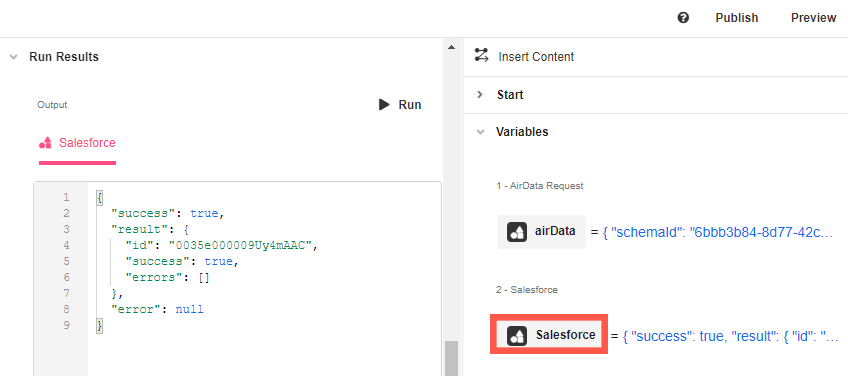 Publish Preview
Run Results
Output
Run
Salesforce
1 {
2 "success": true,
3 "result": {
4 "id": "0035e000009Uy4mAAC",
5 "success": true,
6 "errors": []
7 },
8 "error": null
9 }
Insert Content
Start
Variables
1 - AirData Request
airData = { "schemaId": "6bbb3b84-8d77-42c…
2 - Salesforce
Salesforce = { "success": true, "result": { "id": "…